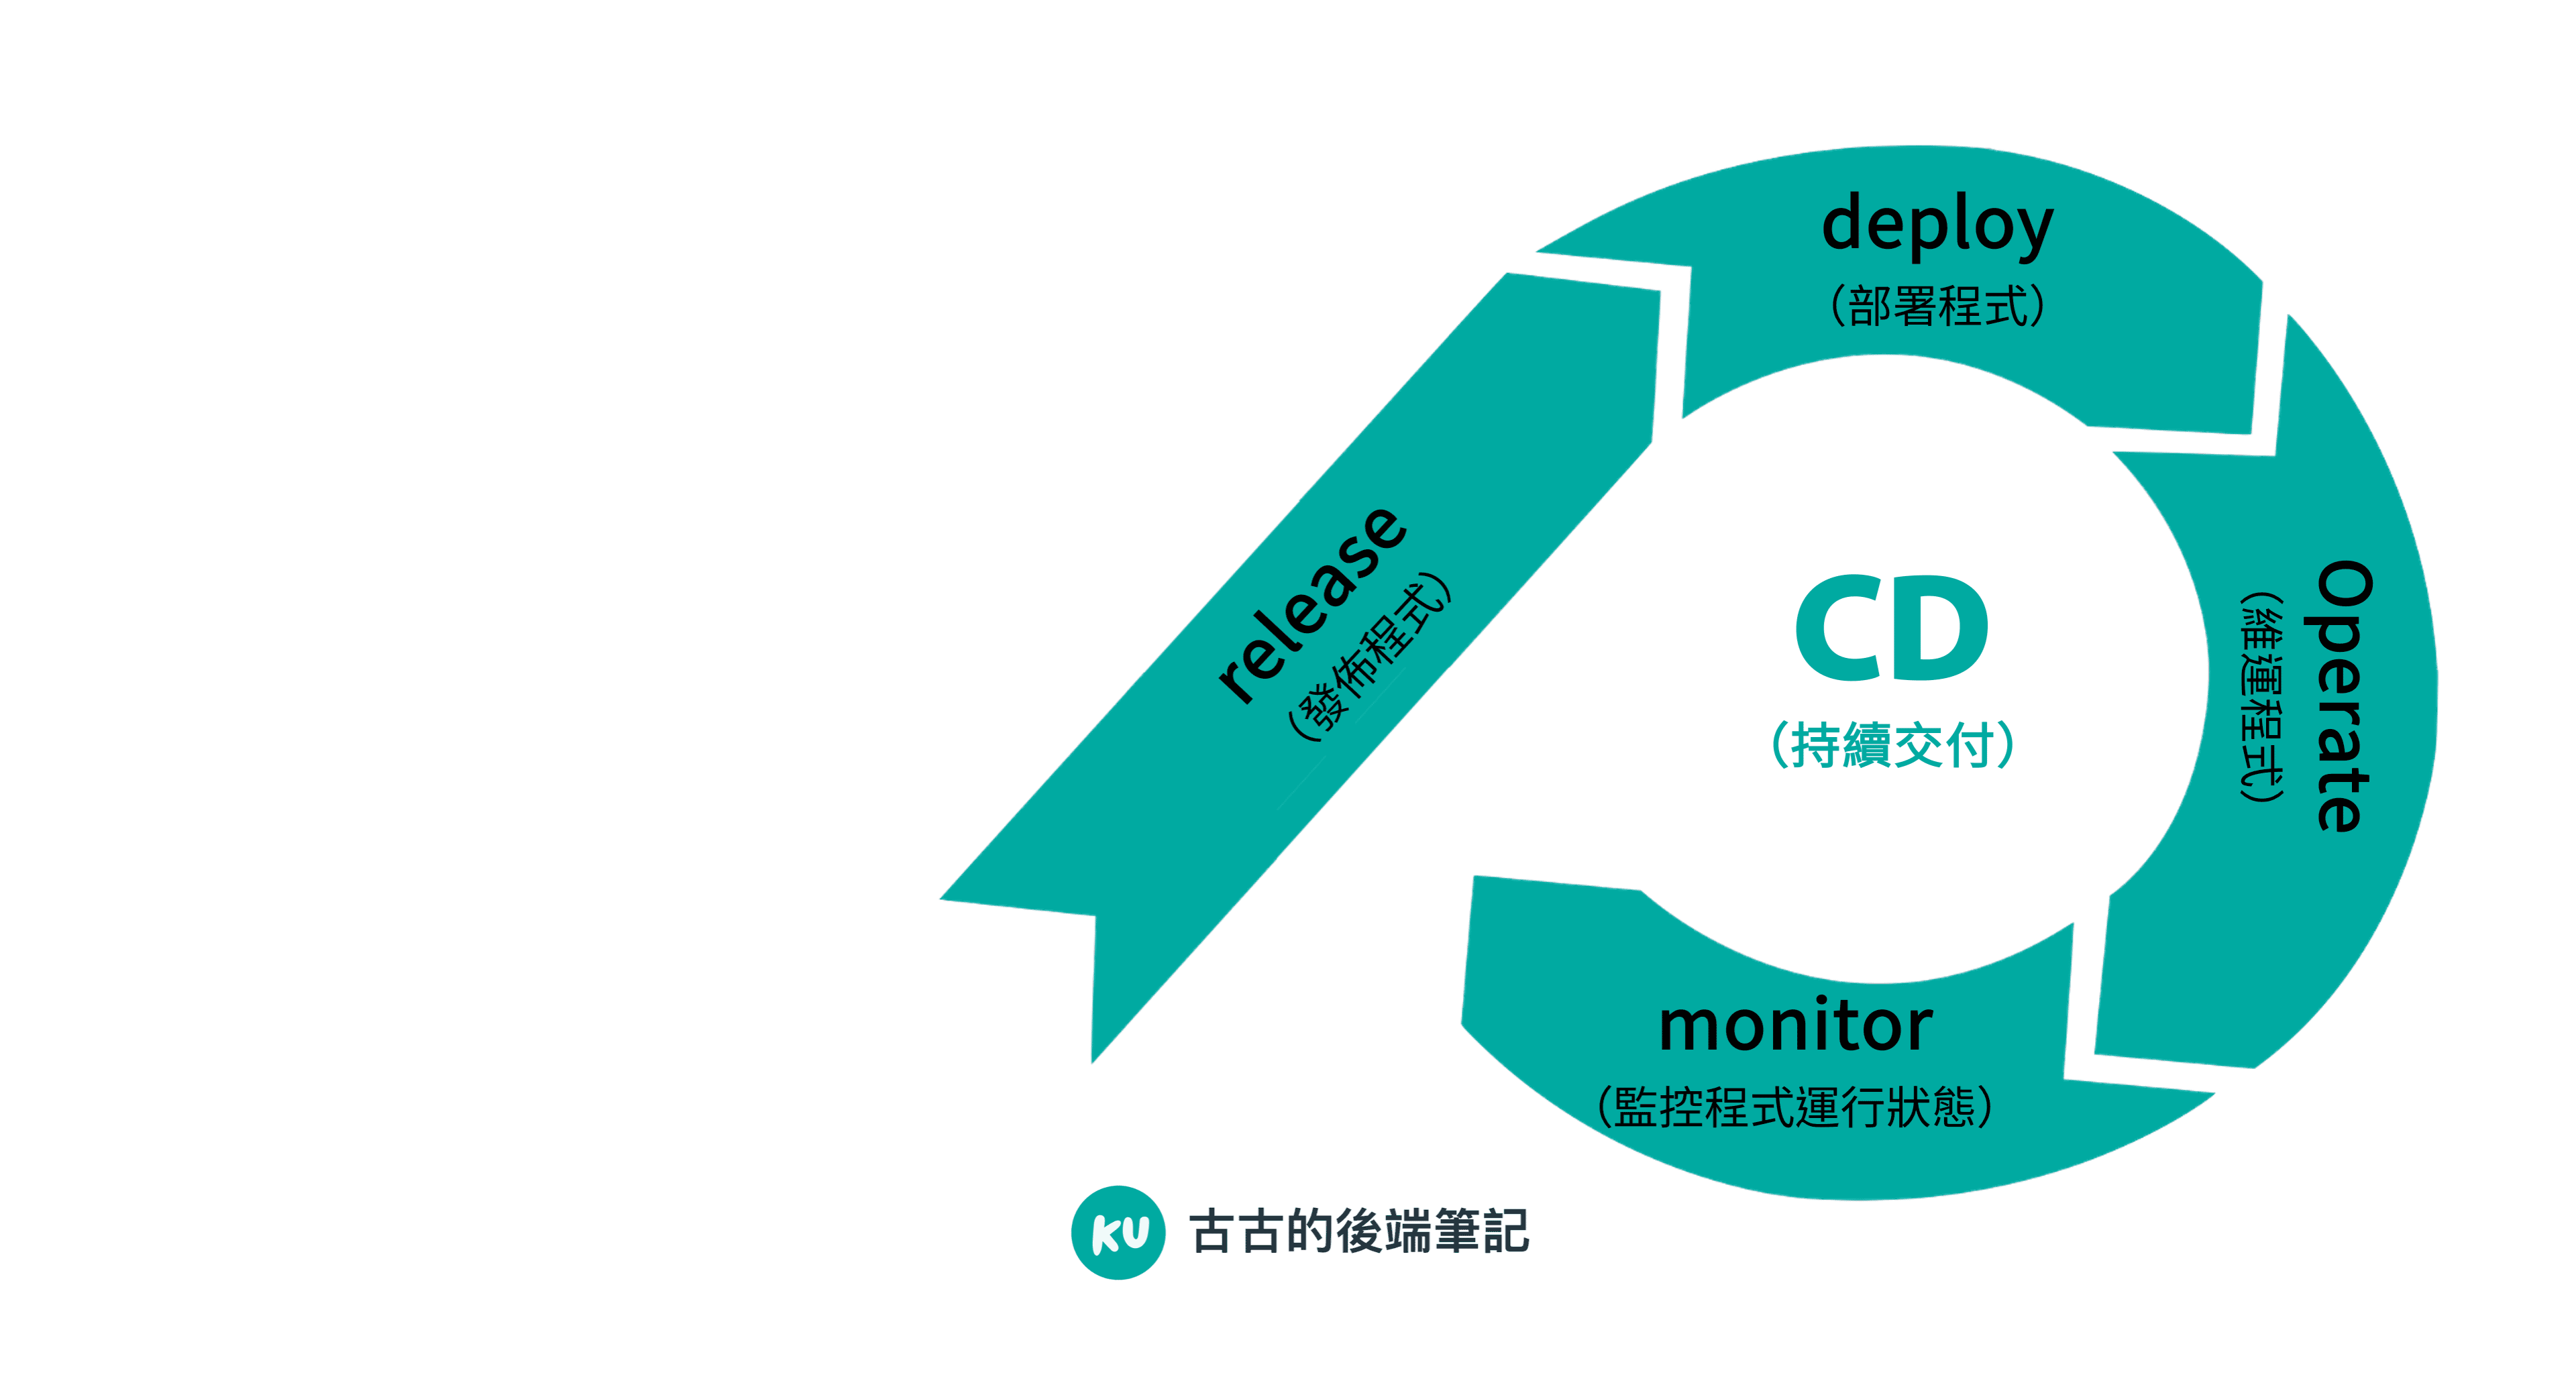 deploy
（部署程式）
release
（發佈程式）
CD
（持續交付）
Operate
（維運程式）
monitor
（監控程式運行狀態）
KU
古古的後端筆記